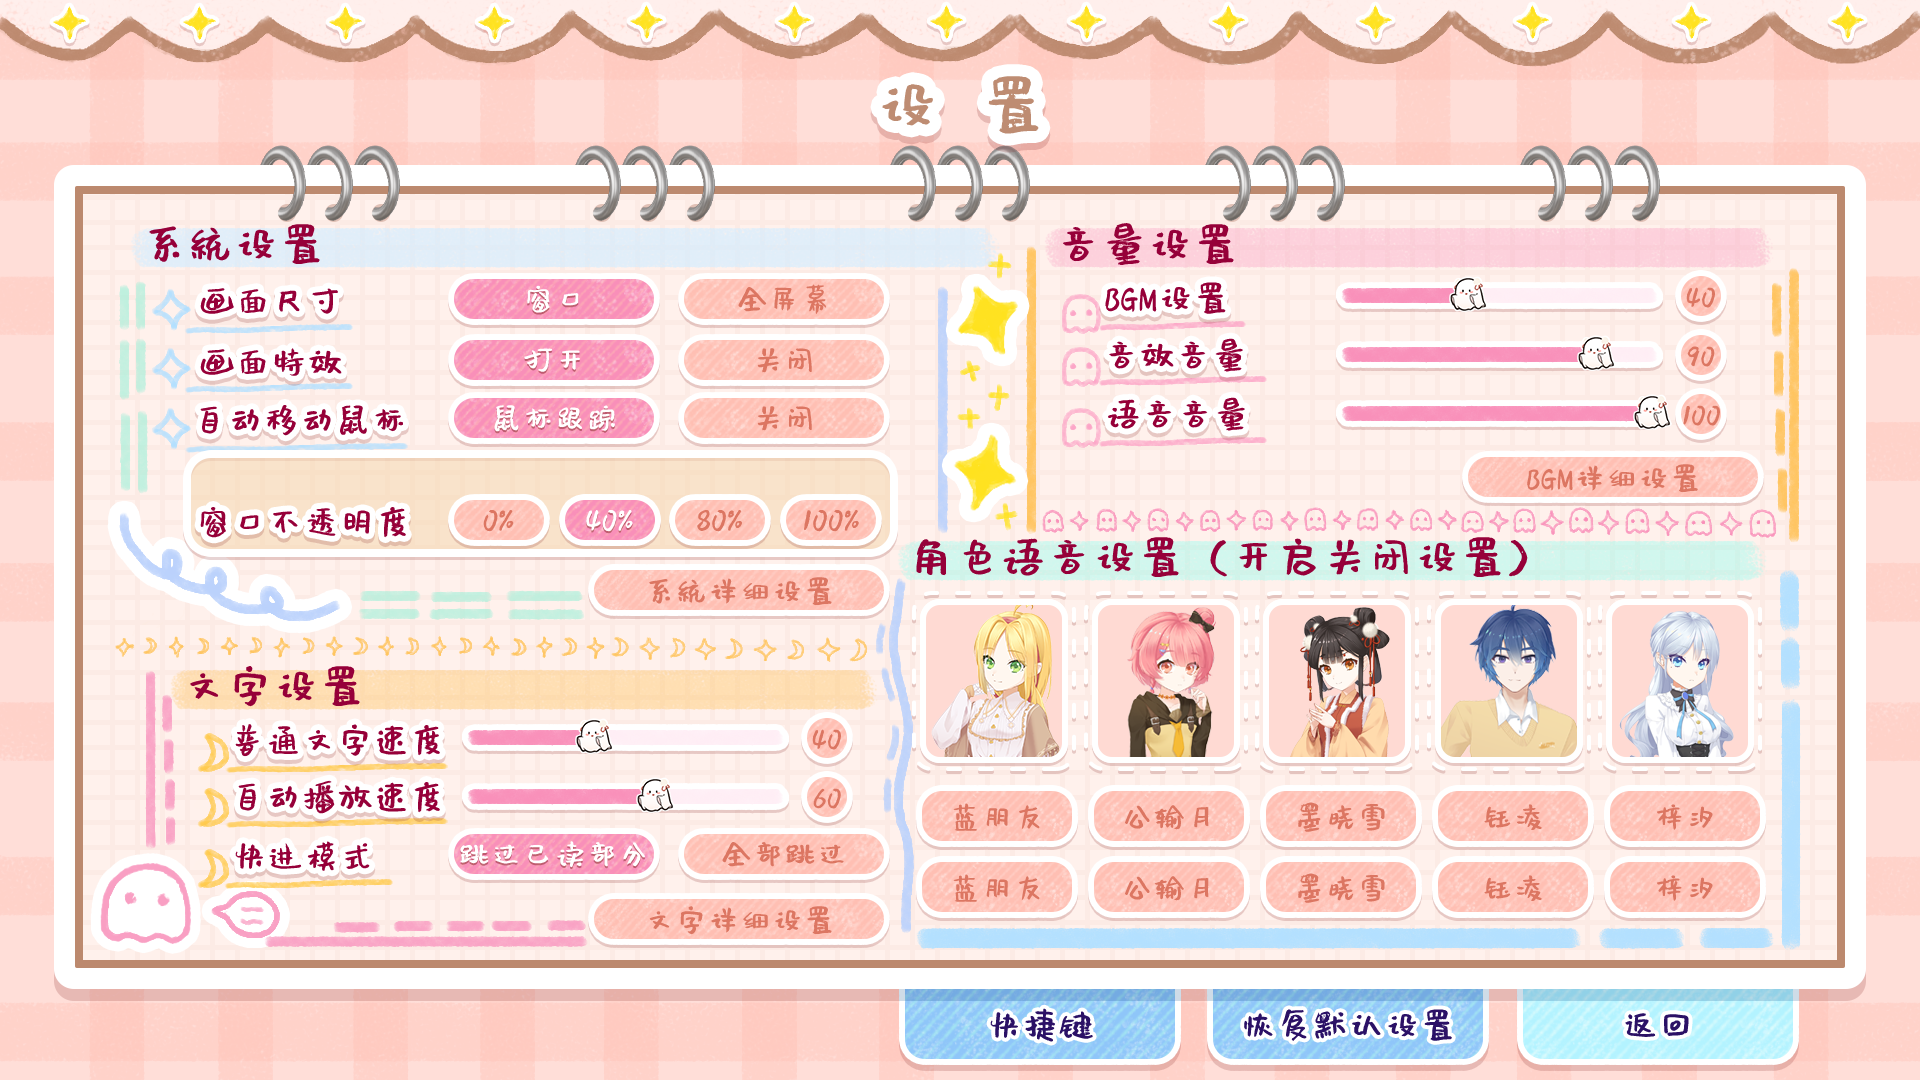 设置
系统设置
画面尺寸 窗口 全屏幕
画面特效 打开 关闭
自动移动鼠标 鼠标跟踪 关闭
窗口不透明度 0% 40% 80% 100%
系统详细设置
文字设置
普通文字速度 40
自动播放速度 60
快进模式 跳过已读部分 全部跳过
文字详细设置
音量设置
BGM设置 40
音效音量 90
语音音量 100
BGM详细设置
角色语音设置（开启关闭设置）
蓝朋友 公输月 墨晓雪 钰凌 梓汐
蓝朋友 公输月 墨晓雪 钰凌 梓汐
快捷键 恢复默认设置 返回